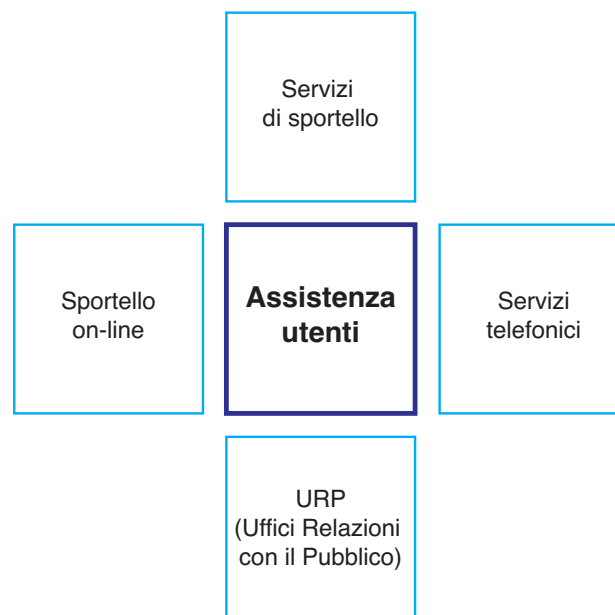 Servizi
di sportello
Sportello
on-line
Assistenza
utenti
Servizi
telefonici
URP
(Uffici Relazioni
con il Pubblico)